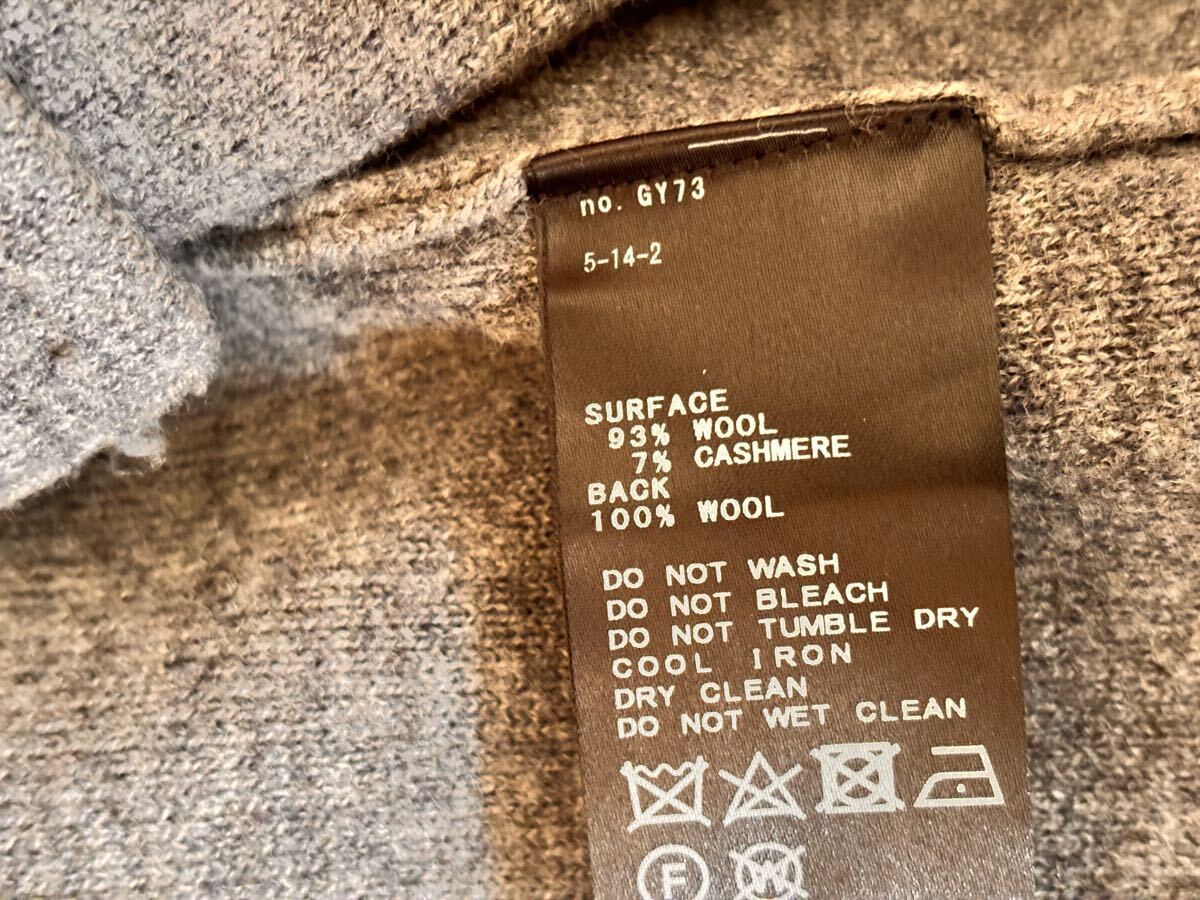 no. GY73
5-14-2
SURFACE
93% WOOL
7% CASHMERE
BACK
100% WOOL
DO NOT WASH
DO NOT BLEACH
DO NOT TUMBLE DRY
COOL IRON
DRY CLEAN
DO NOT WET CLEAN
F W